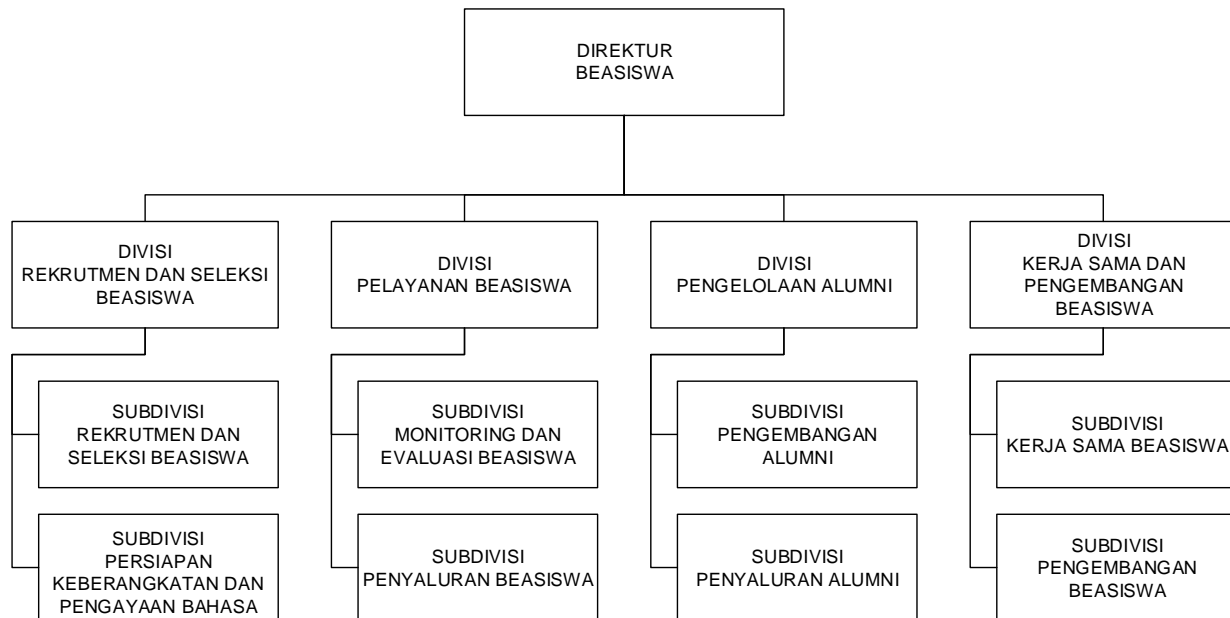 DIREKTUR
BEASISWA
DIVISI
REKRUTMEN DAN SELEKSI
BEASISWA
DIVISI
PELAYANAN BEASISWA
DIVISI
PENGELOLAAN ALUMNI
DIVISI
KERJA SAMA DAN
PENGEMBANGAN
BEASISWA
SUBDIVISI
REKRUTMEN DAN
SELEKSI BEASISWA
SUBDIVISI
MONITORING DAN
EVALUASI BEASISWA
SUBDIVISI
PENGEMBANGAN
ALUMNI
SUBDIVISI
KERJA SAMA BEASISWA
SUBDIVISI
PERSIAPAN
KEBERANGKATAN DAN
PENGAYAAN BAHASA
SUBDIVISI
PENYALURAN BEASISWA
SUBDIVISI
PENYALURAN ALUMNI
SUBDIVISI
PENGEMBANGAN
BEASISWA